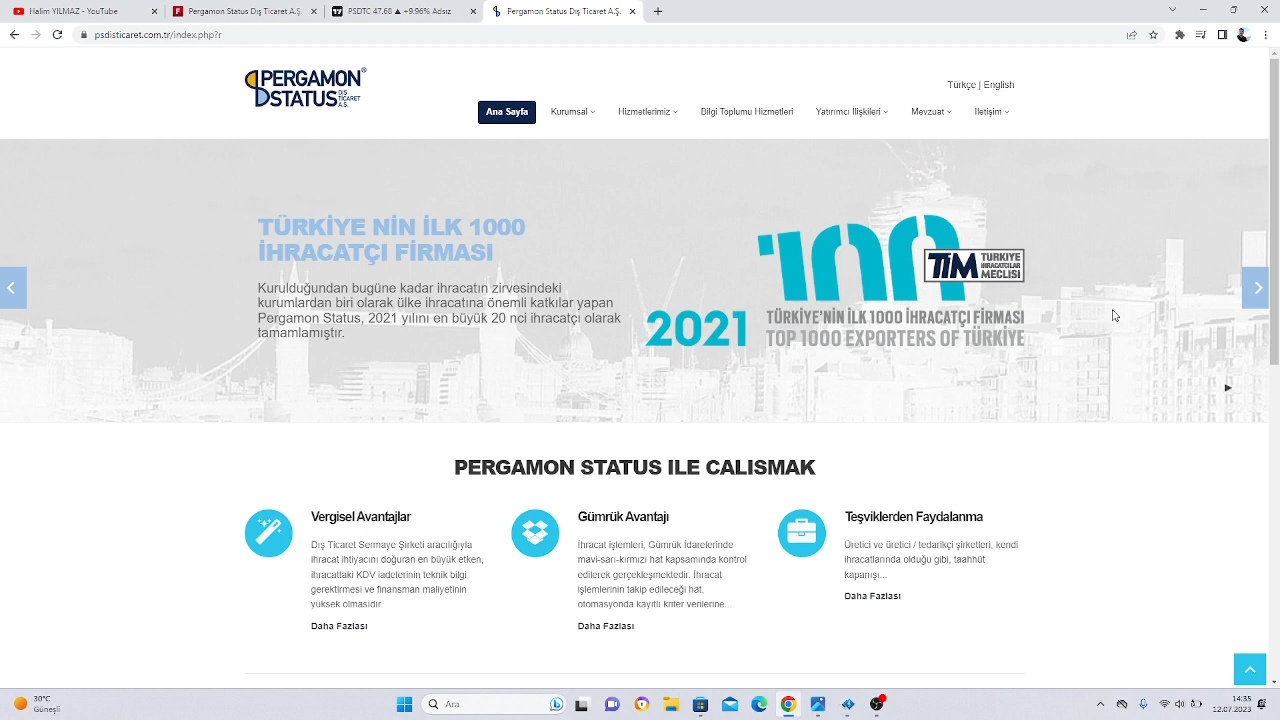 Halim YILMAZ - YouTube
Pergamon Status Dış Ticaret A.Ş.
PSDTC 47.68 ▲ +9.96% Adsız
Pergamon Status Dış Ticaret A.Ş.
psdisticaret.com.tr/index.php?r
PERGAMON
STATUS DIŞ TİCARET A.Ş.
Türkçe | English
Ana Sayfa
Kurumsal
Hizmetlerimiz
Bilgi Toplumu Hizmetleri
Yatırımcı İlişkileri
Mevzuat
İletişim
TÜRKİYE NİN İLK 1000
İHRACATÇI FİRMASI
Kurulduğundan bugüne kadar ihracatın zirvesindeki
kurumlardan biri olarak ülke ihracatına önemli katkılar yapan
Pergamon Status, 2021 yılını en büyük 20 nci ihracatçı olarak
tamamlamıştır.
TİM
TÜRKİYE
İHRACATÇILAR
MECLİSİ
2021
TÜRKİYE'NİN İLK 1000 İHRACATÇI FİRMASI
TOP 1000 EXPORTERS OF TÜRKİYE
PERGAMON STATUS ILE CALISMAK
Vergisel Avantajlar
Dış Ticaret Sermaye Şirketi aracılığıyla
ihracat ihtiyacını doğuran en büyük etken,
ihracattaki KDV iadelerinin teknik bilgi
gerektirmesi ve finansman maliyetinin
yüksek olmasıdır.
Daha Fazlası
Gümrük Avantajı
İhracat işlemleri, Gümrük İdarelerinde
mavi-sarı-kırmızı hat kapsamında kontrol
edilerek gerçekleşmektedir. İhracat
işlemlerinin takip edileceği hat,
otomasyonda kayıtlı kriter verilerine...
Daha Fazlası
Teşviklerden Faydalanma
Üretici ve üretici / tedarikçi şirketleri, kendi
ihracatlarında olduğu gibi, taahhüt
kapanışı...
Daha Fazlası
30°C
Güneşli
Ara
14:35
12.07.2023